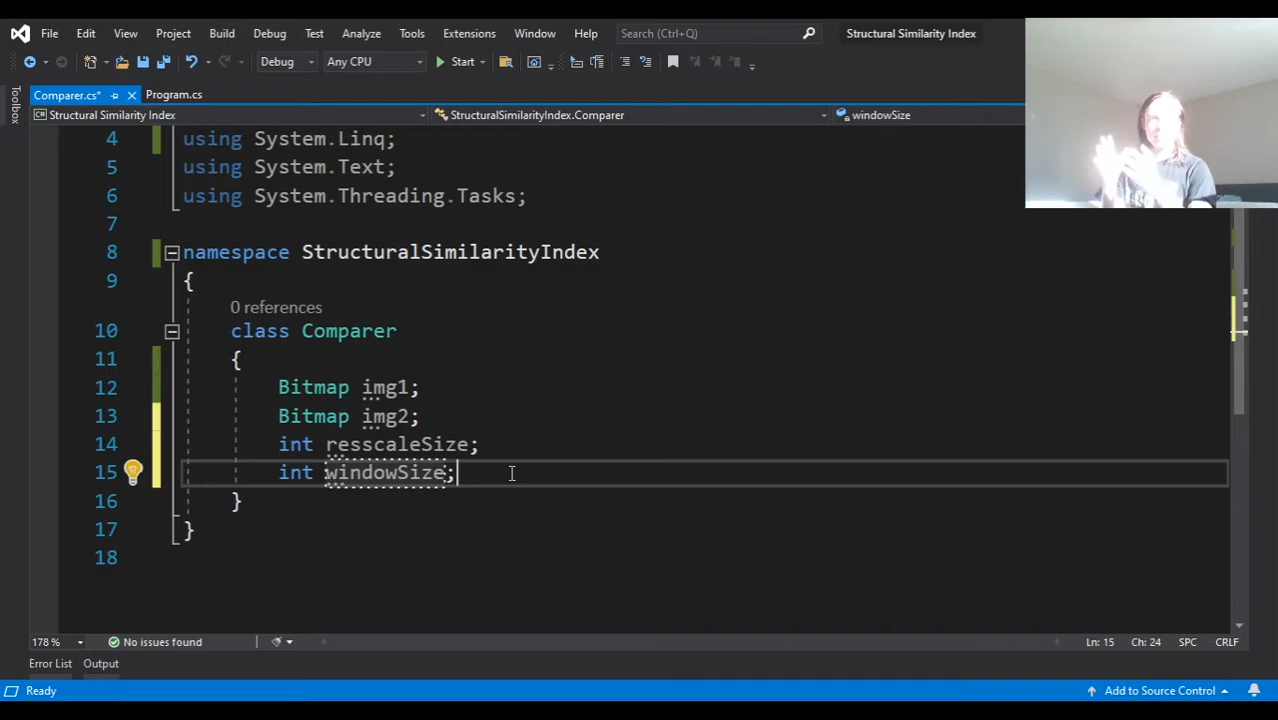 File Edit View Project Build Debug Test Analyze Tools Extensions Window Help Search (Ctrl+Q) Structural Similarity Index
Debug Any CPU Start
Toolbox
Comparer.cs* Program.cs
Structural Similarity Index StructuralSimilarityIndex.Comparer windowSize
4 using System.Linq;
5 using System.Text;
6 using System.Threading.Tasks;
7
8 namespace StructuralSimilarityIndex
9 {
0 references
10 class Comparer
11 {
12 Bitmap img1;
13 Bitmap img2;
14 int resscaleSize;
15 int windowSize;
16 }
17 }
18
178 % No issues found Ln: 15 Ch: 24 SPC CRLF
Error List Output
Ready Add to Source Control